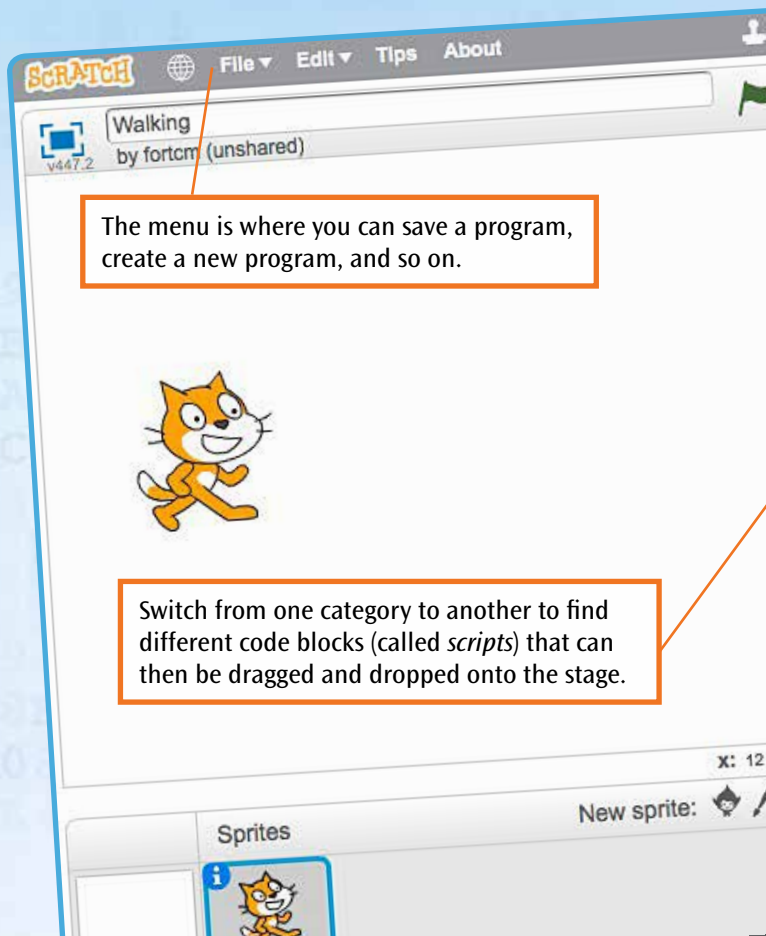 SCRATCH File Edit Tips About
Walking
v447.2 by fortcm (unshared)
The menu is where you can save a program,
create a new program, and so on.
Switch from one category to another to find
different code blocks (called scripts) that can
then be dragged and dropped onto the stage.
x: 12
Sprites New sprite: